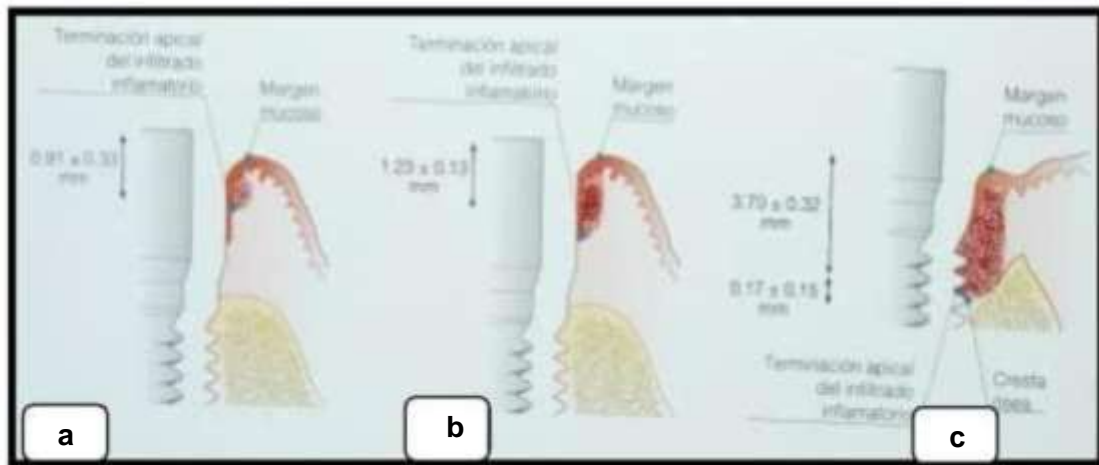 Terminación apical
del infiltrado
inflamatorio
Margen
mucoso
0.91 ± 0.33
mm
a
Terminación apical
del infiltrado
inflamatorio
Margen
mucoso
1.23 ± 0.13
mm
b
Margen
mucoso
3.70 ± 0.32
mm
0.17 ± 0.15
mm
Terminación apical
del infiltrado
inflamatorio
Cresta
ósea
c